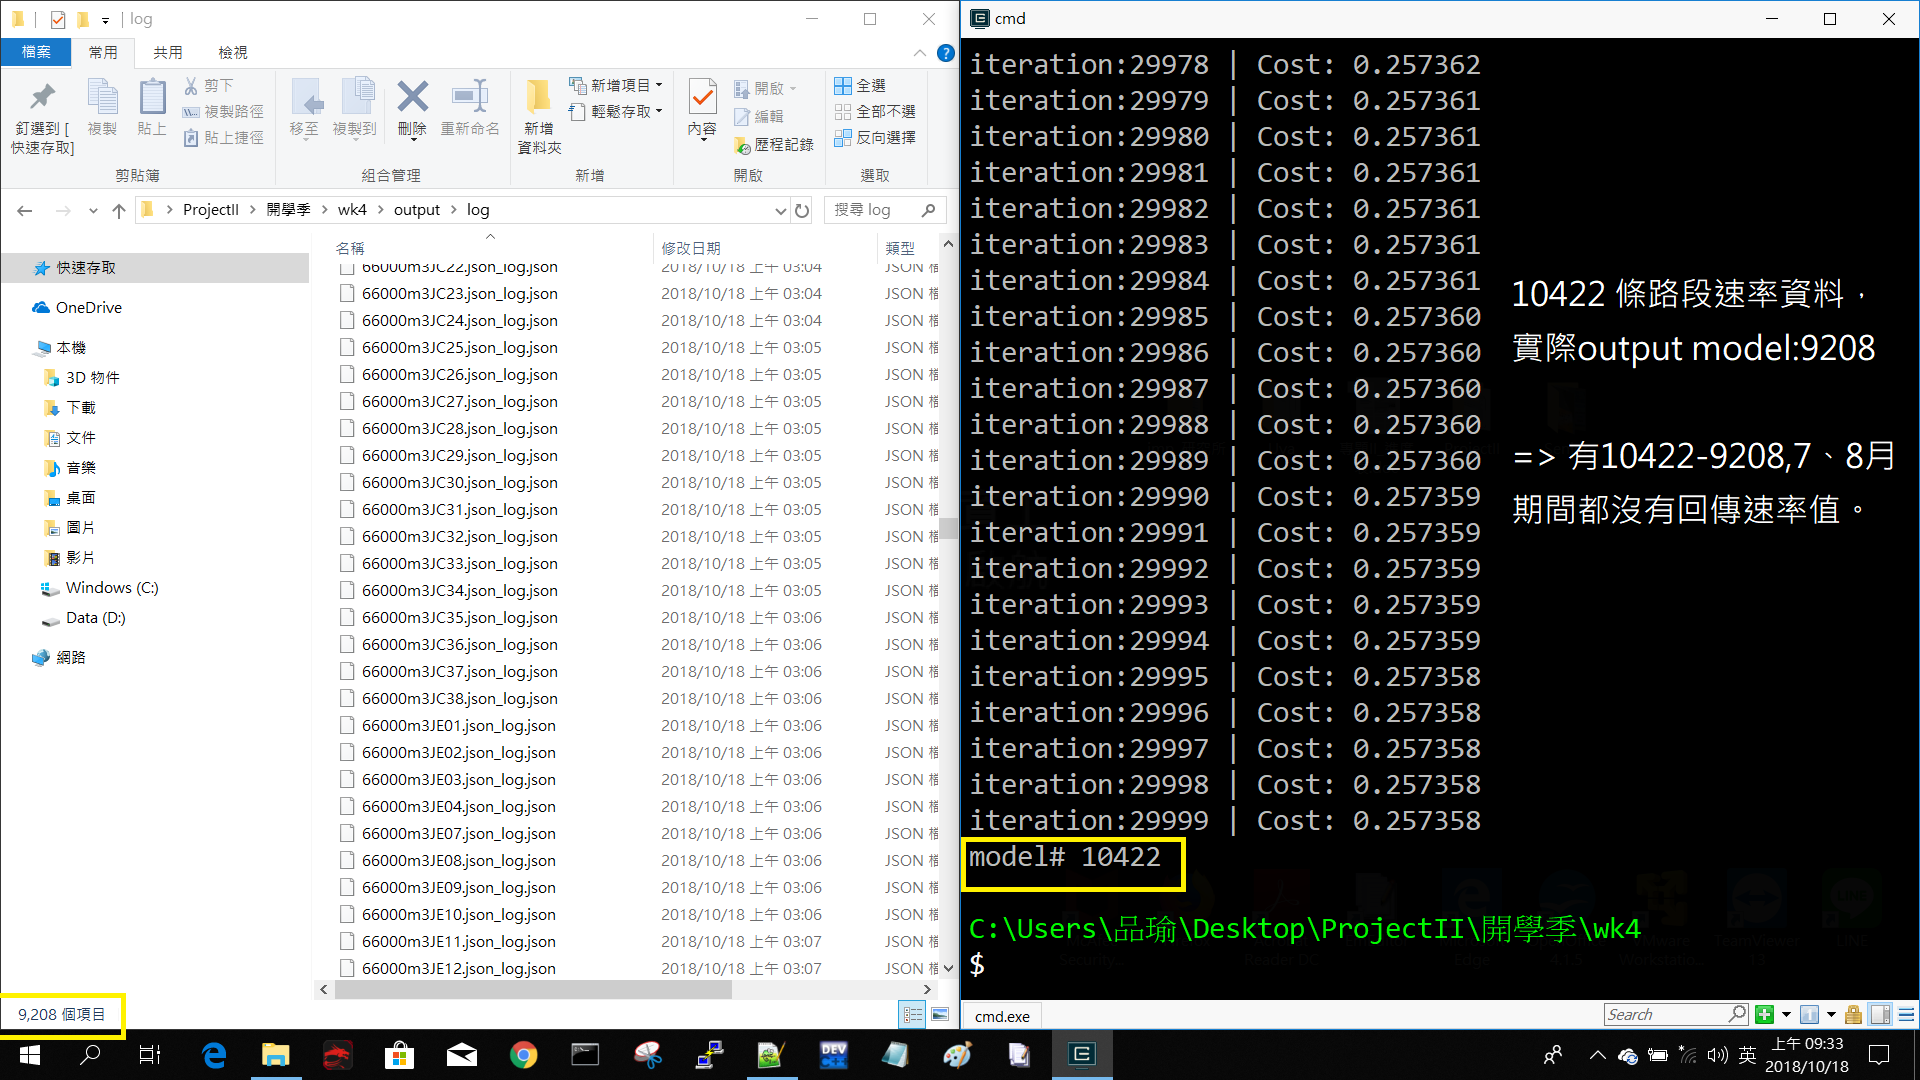 log
檔案 常用 共用 檢視
釘選到 [
快速存取]
複製
貼上
剪下
複製路徑
貼上捷徑
剪貼簿
移至
複製到
刪除
重新命名
組合管理
新增
資料夾
新增項目
輕鬆存取
新增
內容
開啟
編輯
歷程記錄
開啟
全選
全部不選
反向選擇
選取
ProjectII 開學季 wk4 output log
搜尋 log
快速存取
OneDrive
本機
3D 物件
下載
文件
音樂
桌面
圖片
影片
Windows (C:)
Data (D:)
網路
名稱 修改日期 類型
66000m3JC22.json_log.json 2018/10/18 上午 03:04 JSON 檔
66000m3JC23.json_log.json 2018/10/18 上午 03:04 JSON 檔
66000m3JC24.json_log.json 2018/10/18 上午 03:04 JSON 檔
66000m3JC25.json_log.json 2018/10/18 上午 03:05 JSON 檔
66000m3JC26.json_log.json 2018/10/18 上午 03:05 JSON 檔
66000m3JC27.json_log.json 2018/10/18 上午 03:05 JSON 檔
66000m3JC28.json_log.json 2018/10/18 上午 03:05 JSON 檔
66000m3JC29.json_log.json 2018/10/18 上午 03:05 JSON 檔
66000m3JC30.json_log.json 2018/10/18 上午 03:05 JSON 檔
66000m3JC31.json_log.json 2018/10/18 上午 03:05 JSON 檔
66000m3JC32.json_log.json 2018/10/18 上午 03:05 JSON 檔
66000m3JC33.json_log.json 2018/10/18 上午 03:05 JSON 檔
66000m3JC34.json_log.json 2018/10/18 上午 03:05 JSON 檔
66000m3JC35.json_log.json 2018/10/18 上午 03:06 JSON 檔
66000m3JC36.json_log.json 2018/10/18 上午 03:06 JSON 檔
66000m3JC37.json_log.json 2018/10/18 上午 03:06 JSON 檔
66000m3JC38.json_log.json 2018/10/18 上午 03:06 JSON 檔
66000m3JE01.json_log.json 2018/10/18 上午 03:06 JSON 檔
66000m3JE02.json_log.json 2018/10/18 上午 03:06 JSON 檔
66000m3JE03.json_log.json 2018/10/18 上午 03:06 JSON 檔
66000m3JE04.json_log.json 2018/10/18 上午 03:06 JSON 檔
66000m3JE07.json_log.json 2018/10/18 上午 03:06 JSON 檔
66000m3JE08.json_log.json 2018/10/18 上午 03:06 JSON 檔
66000m3JE09.json_log.json 2018/10/18 上午 03:06 JSON 檔
66000m3JE10.json_log.json 2018/10/18 上午 03:06 JSON 檔
66000m3JE11.json_log.json 2018/10/18 上午 03:07 JSON 檔
66000m3JE12.json_log.json 2018/10/18 上午 03:07 JSON 檔
9,208 個項目
cmd
iteration:29978 | Cost: 0.257362
iteration:29979 | Cost: 0.257361
iteration:29980 | Cost: 0.257361
iteration:29981 | Cost: 0.257361
iteration:29982 | Cost: 0.257361
iteration:29983 | Cost: 0.257361
iteration:29984 | Cost: 0.257361
iteration:29985 | Cost: 0.257360
iteration:29986 | Cost: 0.257360
iteration:29987 | Cost: 0.257360
iteration:29988 | Cost: 0.257360
iteration:29989 | Cost: 0.257360
iteration:29990 | Cost: 0.257359
iteration:29991 | Cost: 0.257359
iteration:29992 | Cost: 0.257359
iteration:29993 | Cost: 0.257359
iteration:29994 | Cost: 0.257359
iteration:29995 | Cost: 0.257358
iteration:29996 | Cost: 0.257358
iteration:29997 | Cost: 0.257358
iteration:29998 | Cost: 0.257358
iteration:29999 | Cost: 0.257358
model# 10422
C:\Users\品瑜\Desktop\ProjectII\開學季\wk4
$
10422 條路段速率資料，
實際output model:9208
=> 有10422-9208,7、8月
期間都沒有回傳速率值。
cmd.exe
Search
DEV
C++
英
上午 09:33
2018/10/18